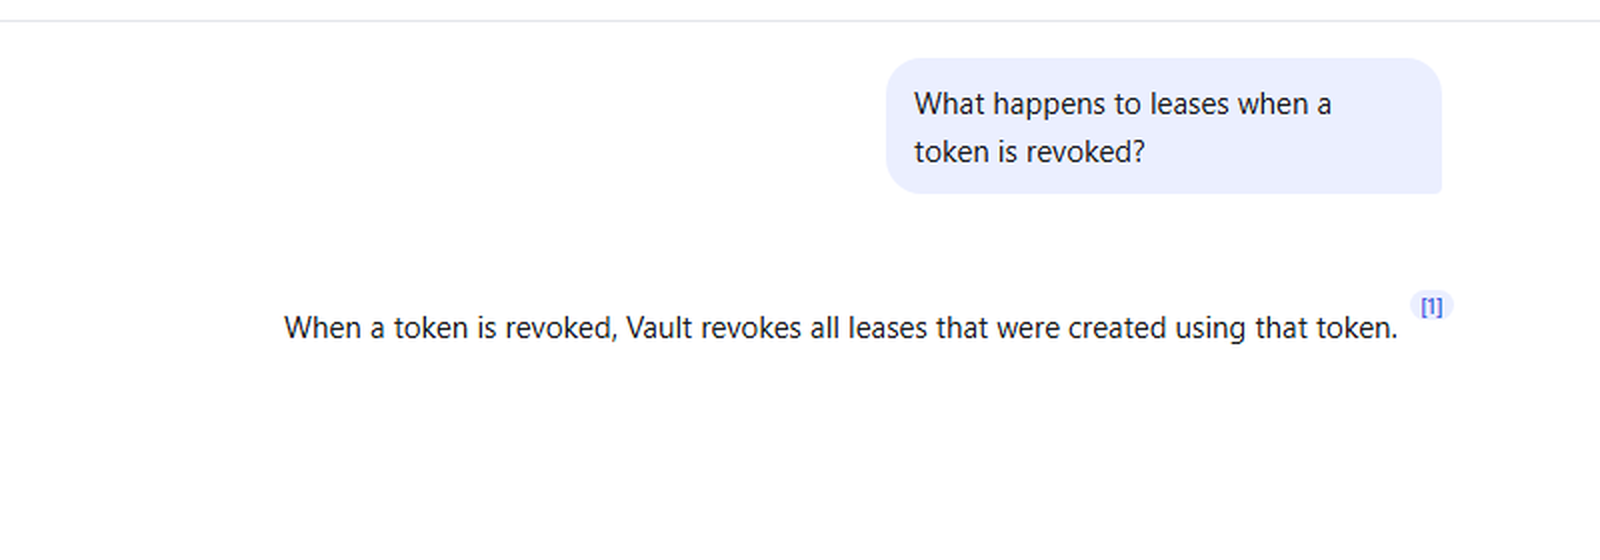 What happens to leases when a
token is revoked?
When a token is revoked, Vault revokes all leases that were created using that token. [1]